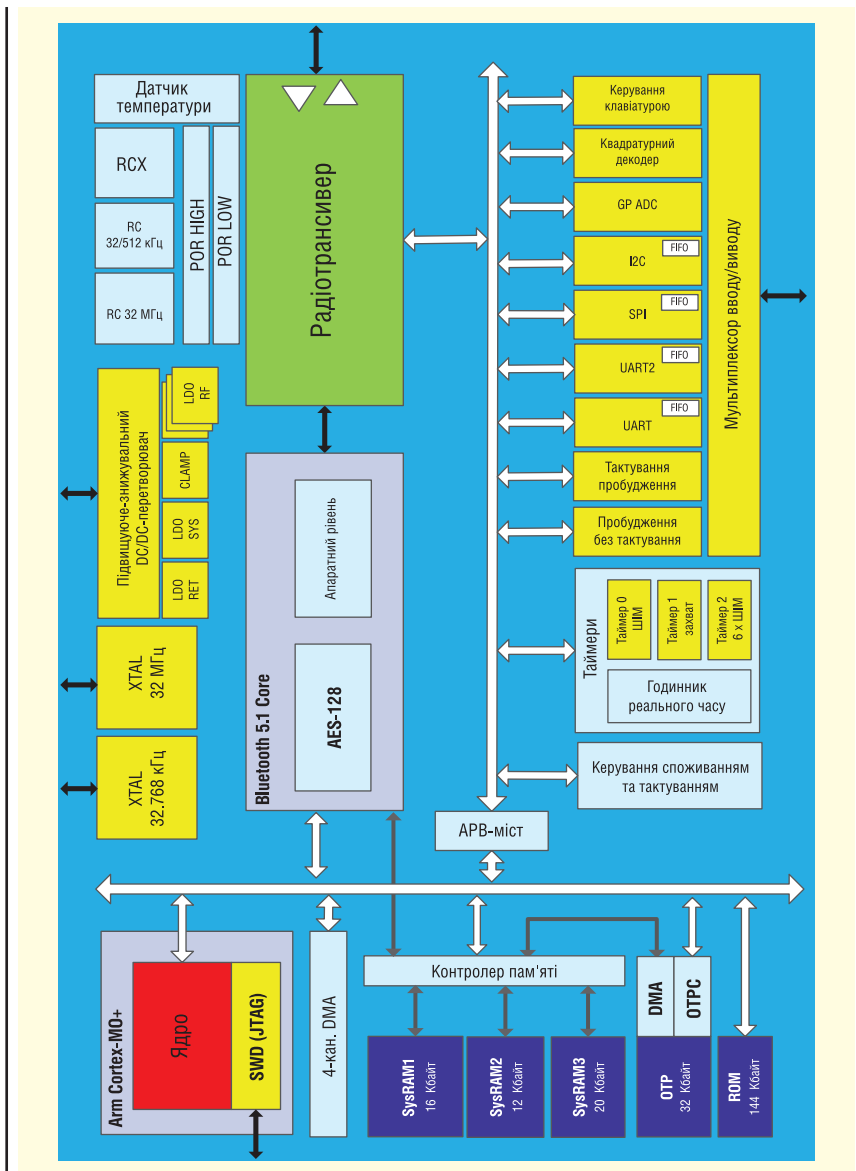 Датчик
температури
RCX
RC
32/512 кГц
RC 32 МГц
POR HIGH
POR LOW
Радіотрансивер
Підвищуюче-знижувальний
DC/DC-перетворювач
LDO
RF
CLAMP
LDO
SYS
LDO
RET
XTAL
32 МГц
XTAL
32.768 кГц
Bluetooth 5.1 Core
Апаратний рівень
AES-128
Керування
клавіатурою
Квадратурний
декодер
GP ADC
I2C
FIFO
SPI
FIFO
UART2
FIFO
UART
FIFO
Тактування
пробудження
Пробудження
без тактування
Мультиплексор вводу/виводу
Таймери
Таймер 0
ШІМ
Таймер 1
захват
Таймер 2
6 x ШІМ
Годинник
реального часу
Керування споживанням
та тактуванням
APB-міст
Arm Cortex-MO+
Ядро
SWD (JTAG)
4-кан. DMA
Контролер пам'яті
SysRAM1
16 Кбайт
SysRAM2
12 Кбайт
SysRAM3
20 Кбайт
DMA
OTPC
OTP
32 Кбайт
ROM
144 Кбайт